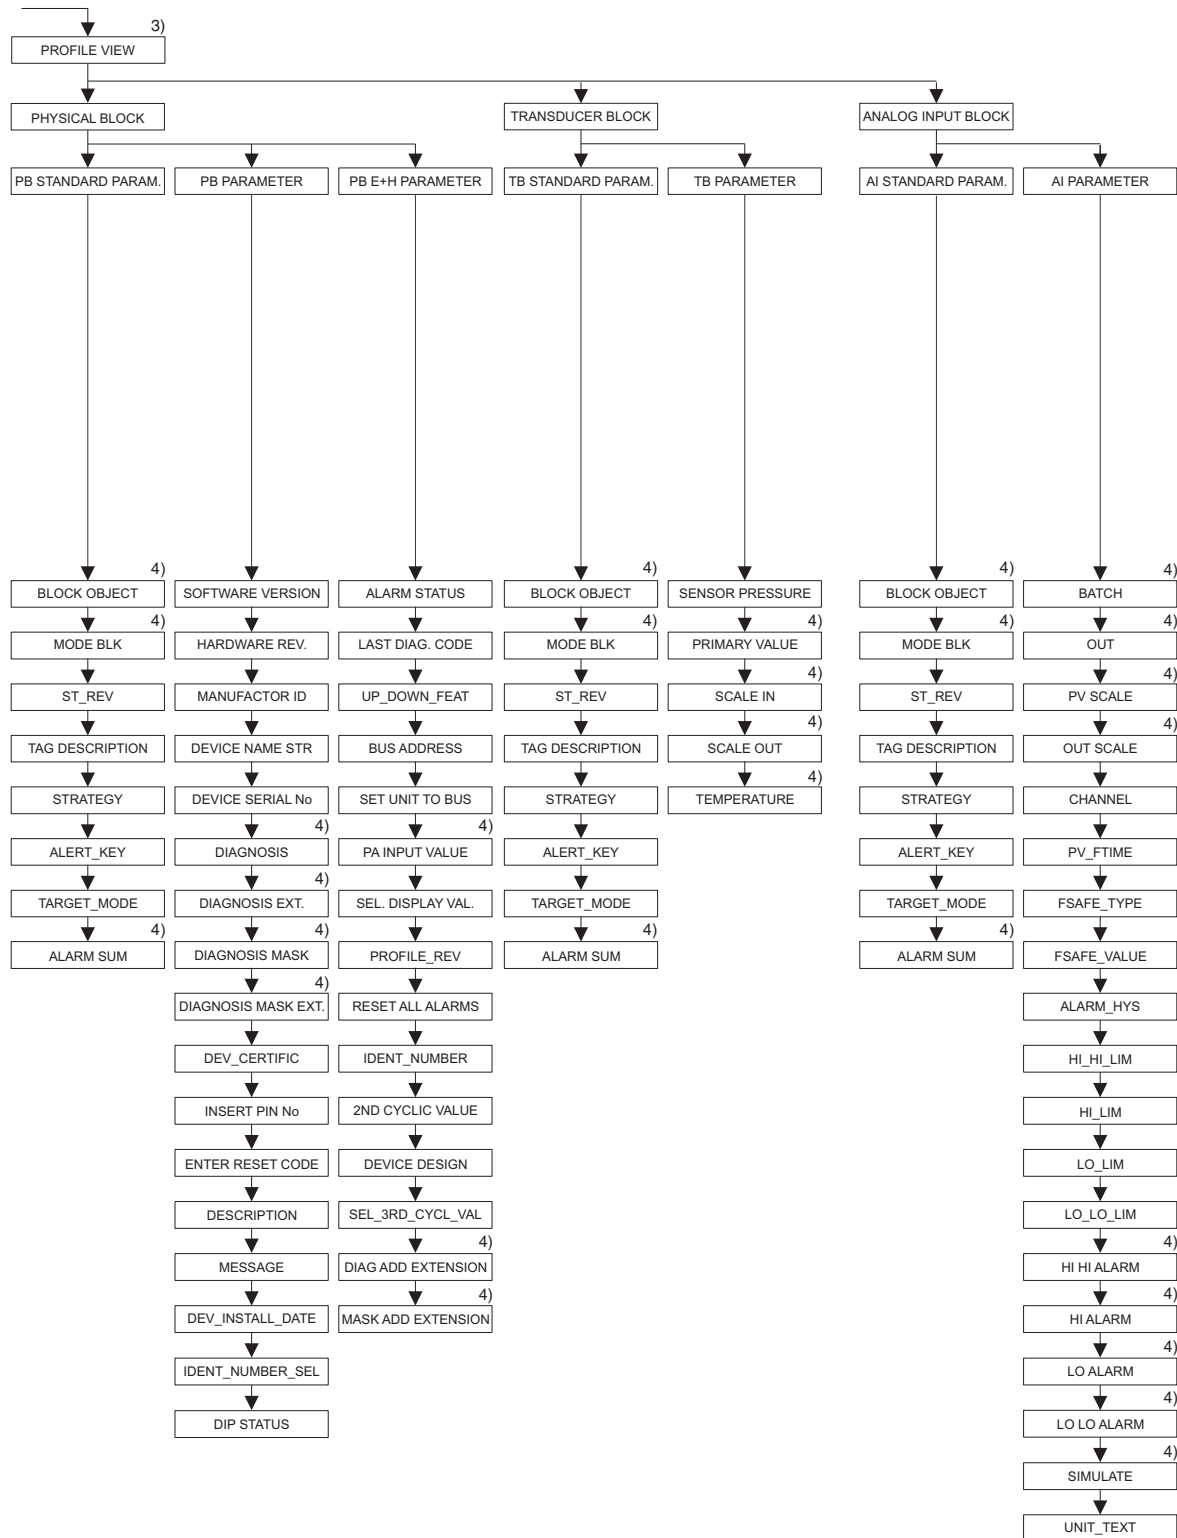 3)
PROFILE VIEW
PHYSICAL BLOCK TRANSDUCER BLOCK ANALOG INPUT BLOCK
PB STANDARD PARAM. PB PARAMETER PB E+H PARAMETER TB STANDARD PARAM. TB PARAMETER AI STANDARD PARAM. AI PARAMETER
4) 4) 4) 4)
BLOCK OBJECT SOFTWARE VERSION ALARM STATUS BLOCK OBJECT SENSOR PRESSURE BLOCK OBJECT BATCH
4) 4) 4) 4) 4)
MODE BLK HARDWARE REV. LAST DIAG. CODE MODE BLK PRIMARY VALUE MODE BLK OUT
4) 4)
ST_REV MANUFACTOR ID UP_DOWN_FEAT ST_REV SCALE IN ST_REV PV SCALE
4) 4)
TAG DESCRIPTION DEVICE NAME STR BUS ADDRESS TAG DESCRIPTION SCALE OUT TAG DESCRIPTION OUT SCALE
4)
STRATEGY DEVICE SERIAL No SET UNIT TO BUS STRATEGY TEMPERATURE STRATEGY CHANNEL
4) 4)
ALERT_KEY DIAGNOSIS PA INPUT VALUE ALERT_KEY ALERT_KEY PV_FTIME
4)
TARGET_MODE DIAGNOSIS EXT. SEL. DISPLAY VAL. TARGET_MODE TARGET_MODE FSAFE_TYPE
4) 4) 4) 4)
ALARM SUM DIAGNOSIS MASK PROFILE_REV ALARM SUM ALARM SUM FSAFE_VALUE
4)
DIAGNOSIS MASK EXT. RESET ALL ALARMS ALARM_HYS
DEV_CERTIFIC IDENT_NUMBER HI_HI_LIM
INSERT PIN No 2ND CYCLIC VALUE HI_LIM
ENTER RESET CODE DEVICE DESIGN LO_LIM
DESCRIPTION SEL_3RD_CYCL_VAL LO_LO_LIM
4) 4)
MESSAGE DIAG ADD EXTENSION HI HI ALARM
4) 4)
DEV_INSTALL_DATE MASK ADD EXTENSION HI ALARM
4)
IDENT_NUMBER_SEL LO ALARM
4)
DIP STATUS LO LO ALARM
4)
SIMULATE
UNIT_TEXT